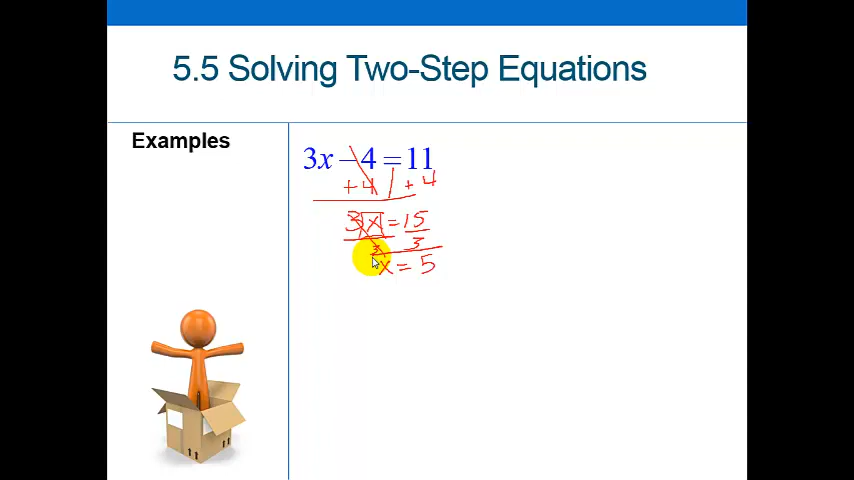 5.5 Solving Two-Step Equations
Examples
3x − 4 = 11
+4 | +4
3x = 15
3 3
x = 5